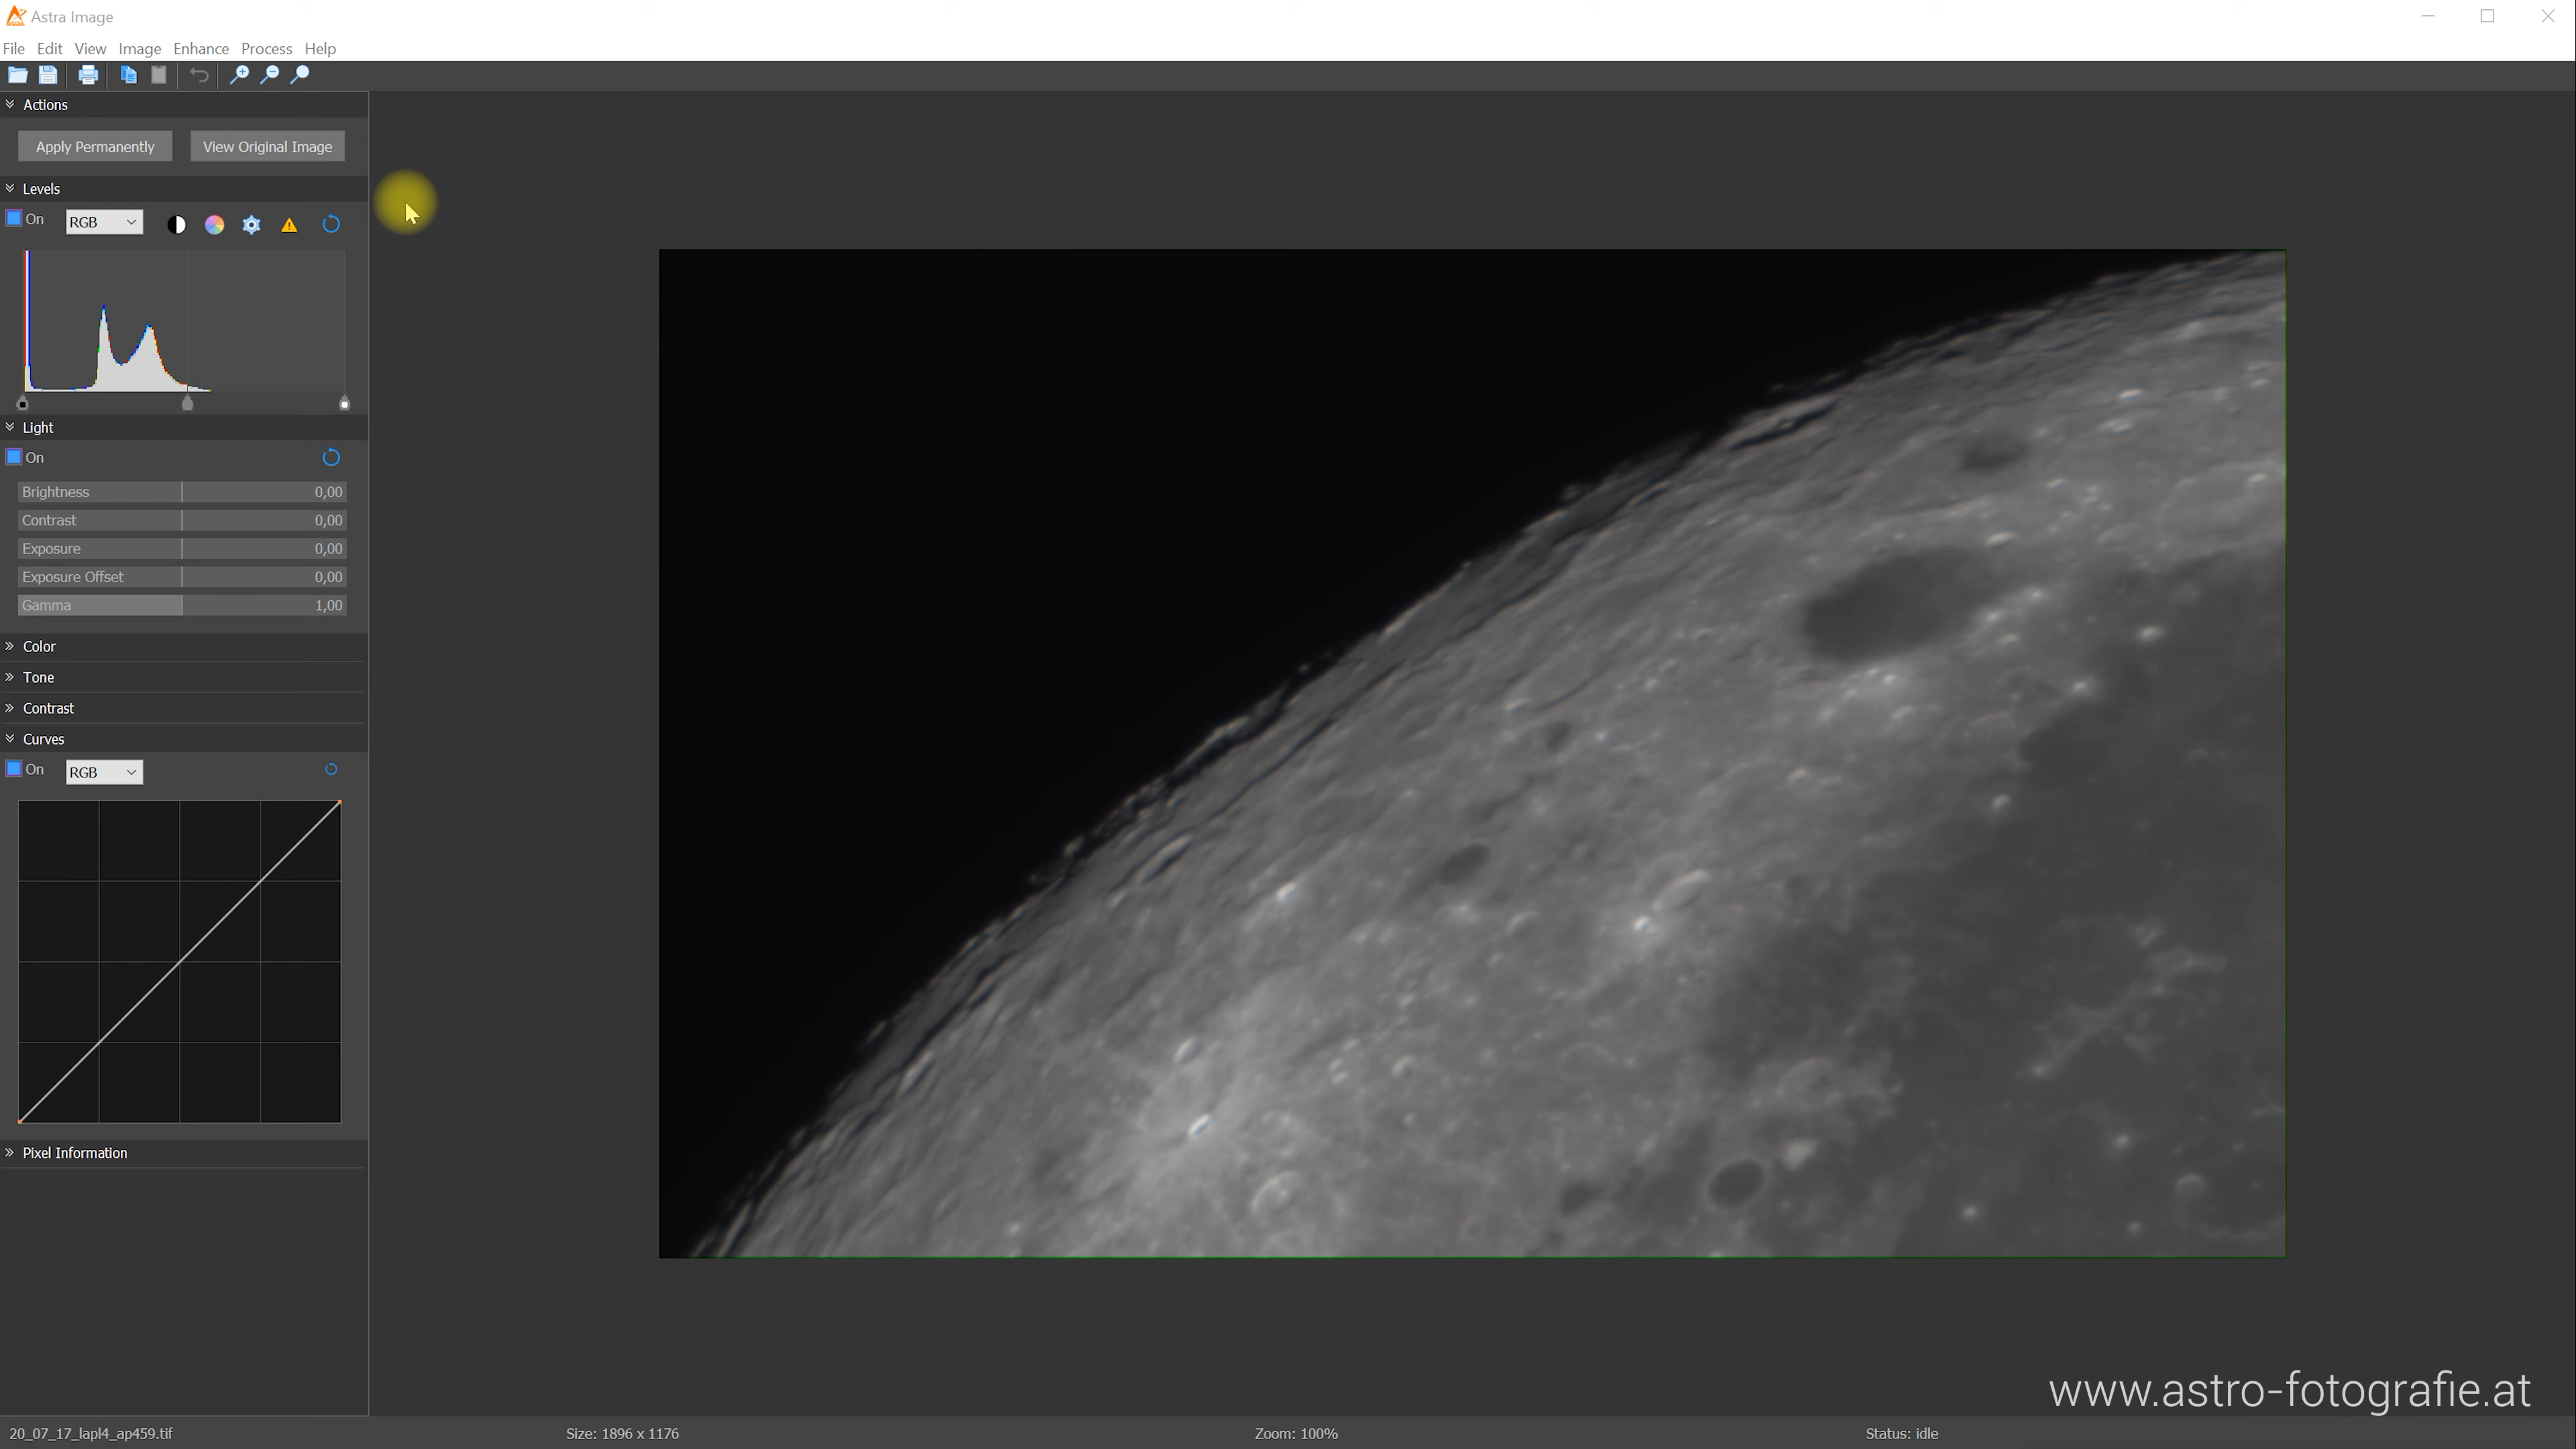 Astra Image
File Edit View Image Enhance Process Help
Actions
Apply Permanently View Original Image
Levels
On RGB
Light
On
Brightness 0,00
Contrast 0,00
Exposure 0,00
Exposure Offset 0,00
Gamma 1,00
Color
Tone
Contrast
Curves
On RGB
Pixel Information
www.astro-fotografie.at
20_07_17_lapl4_ap459.tif Size: 1896 x 1176 Zoom: 100% Status: idle